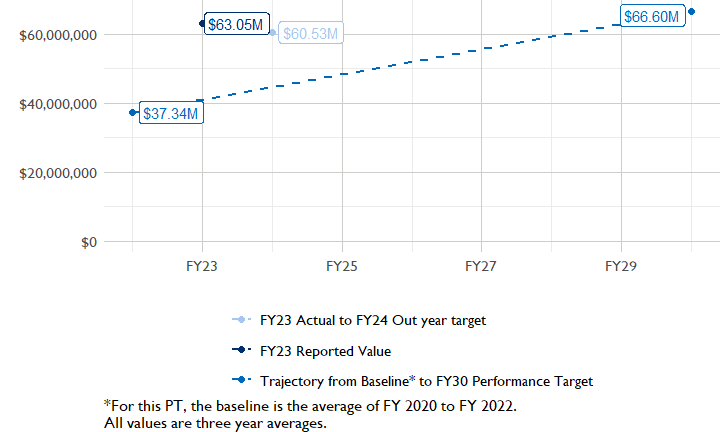 $66.60M
$63.05M
$60.53M
$60,000,000
$37.34M
$40,000,000
$20,000,000
$0
FY23 FY25 FY27 FY29
FY23 Actual to FY24 Out year target
FY23 Reported Value
Trajectory from Baseline* to FY30 Performance Target
*For this PT, the baseline is the average of FY 2020 to FY 2022.
All values are three year averages.